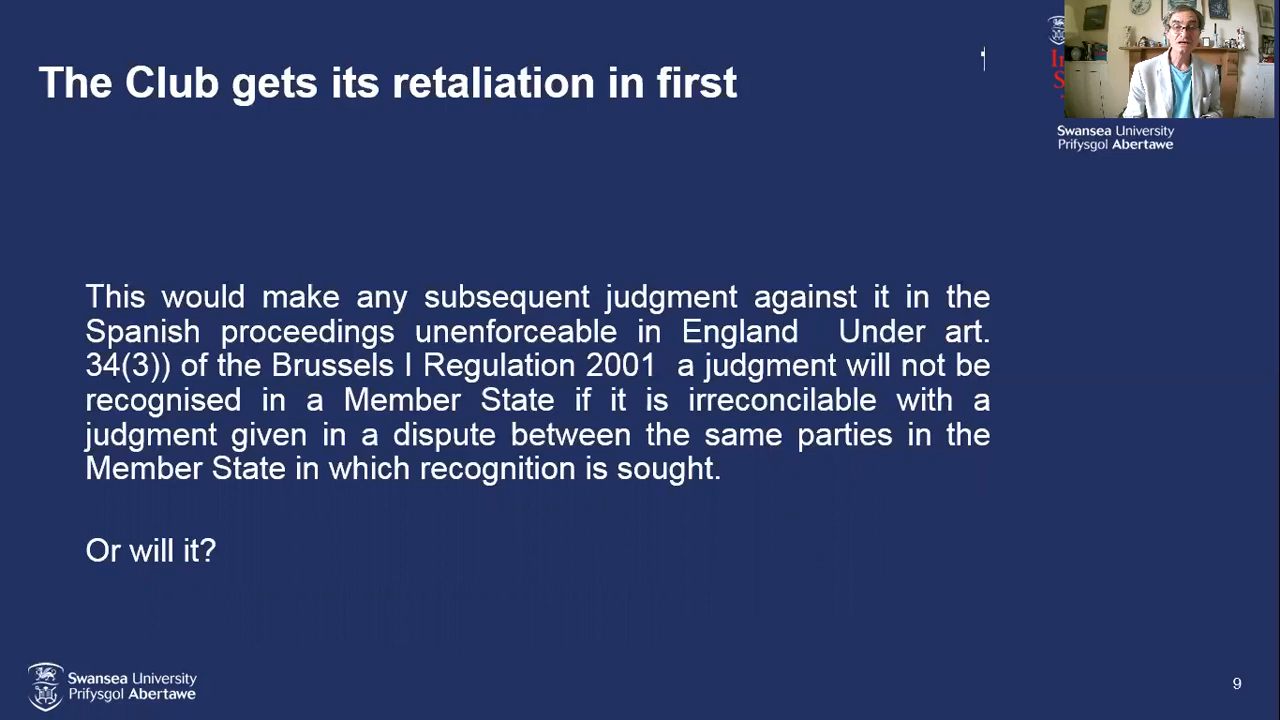 The Club gets its retaliation in first
Swansea University
Prifysgol Abertawe
This would make any subsequent judgment against it in the
Spanish proceedings unenforceable in England  Under art.
34(3)) of the Brussels I Regulation 2001  a judgment will not be
recognised in a Member State if it is irreconcilable with a
judgment given in a dispute between the same parties in the
Member State in which recognition is sought.
Or will it?
Swansea University
Prifysgol Abertawe
9